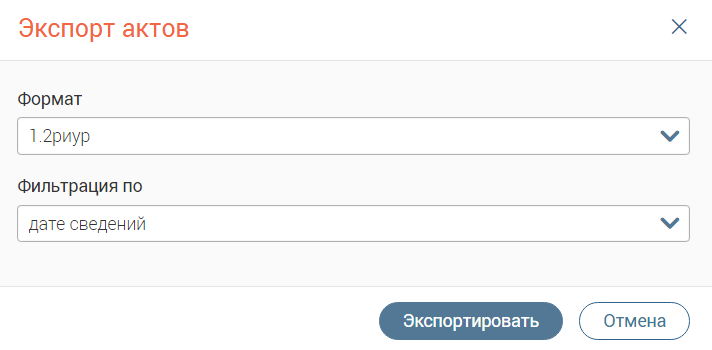 Экспорт актов
Формат
1.2риур
Фильтрация по
дате сведений
Экспортировать
Отмена